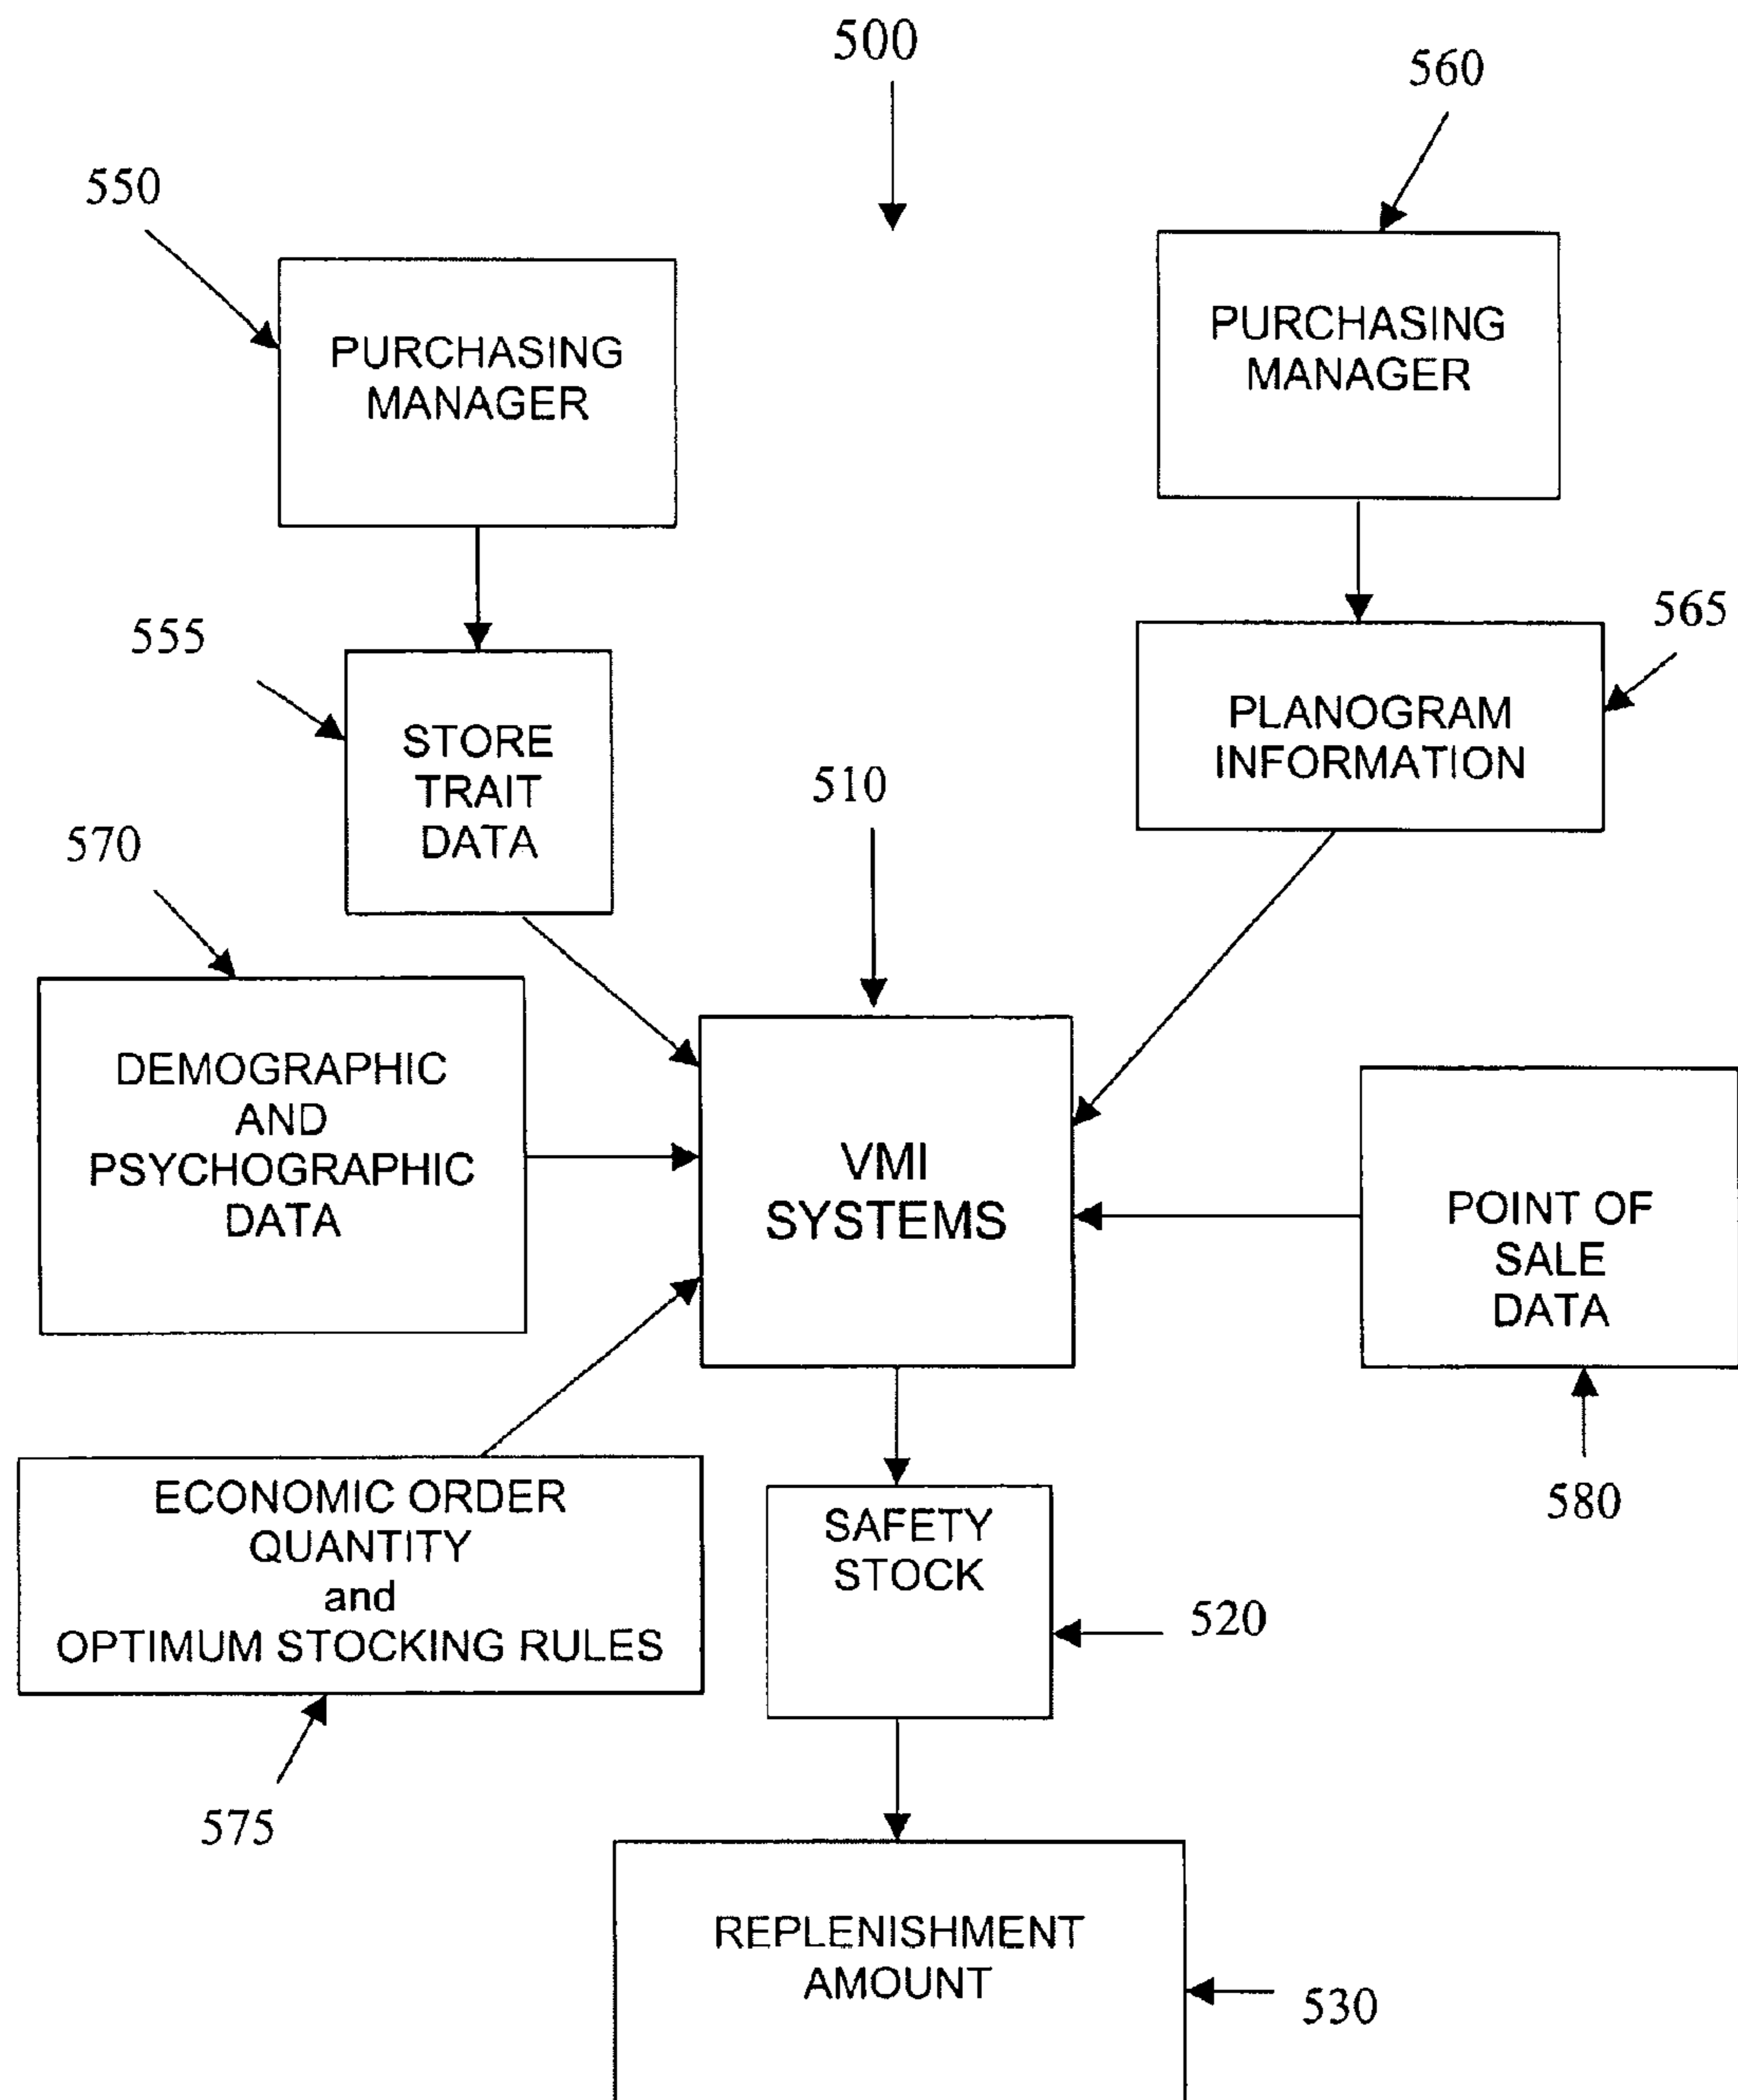 500
560
550
PURCHASING
MANAGER
PURCHASING
MANAGER
555
565
STORE
TRAIT
DATA
PLANOGRAM
INFORMATION
510
570
DEMOGRAPHIC
AND
PSYCHOGRAPHIC
DATA
VMI
SYSTEMS
POINT OF
SALE
DATA
580
ECONOMIC ORDER
QUANTITY
and
OPTIMUM STOCKING RULES
SAFETY
STOCK
520
575
REPLENISHMENT
AMOUNT
530